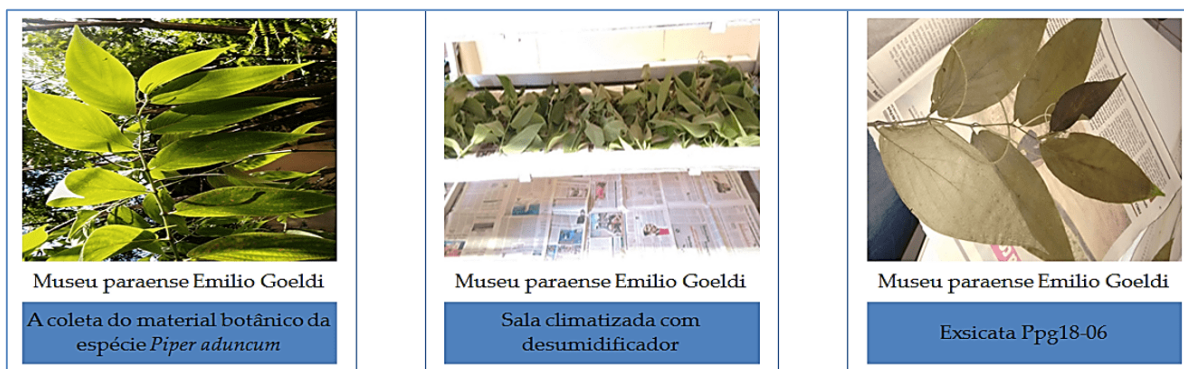 Museu paraense Emilio Goeldi
A coleta do material botânico da
espécie Piper aduncum
Museu paraense Emilio Goeldi
Sala climatizada com
desumidificador
Museu paraense Emilio Goeldi
Exsicata Ppg18-06